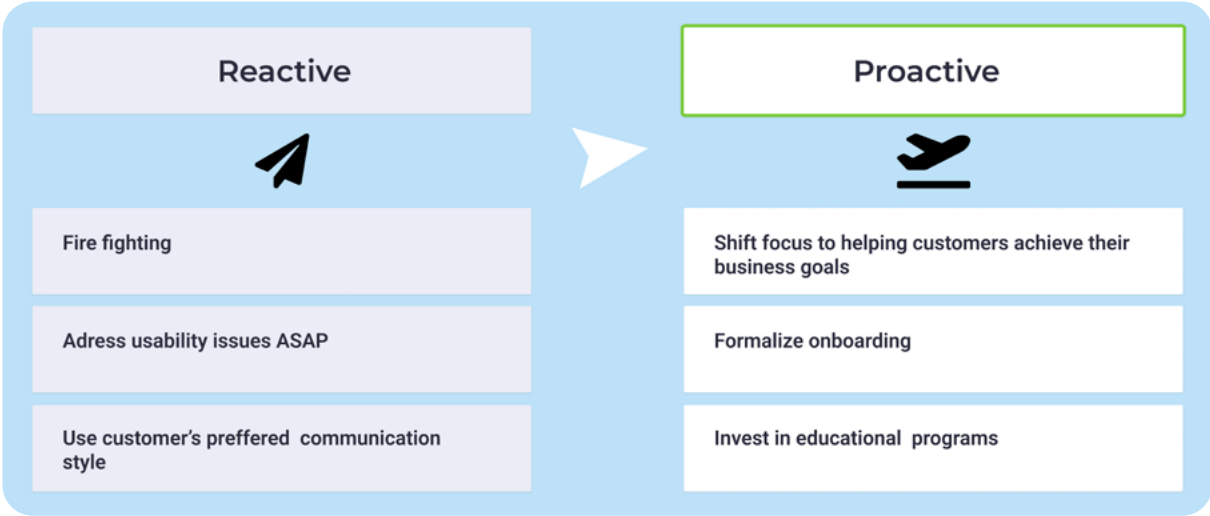 Reactive
Proactive
Fire fighting
Adress usability issues ASAP
Use customer’s preffered  communication
style
Shift focus to helping customers achieve their
business goals
Formalize onboarding
Invest in educational  programs